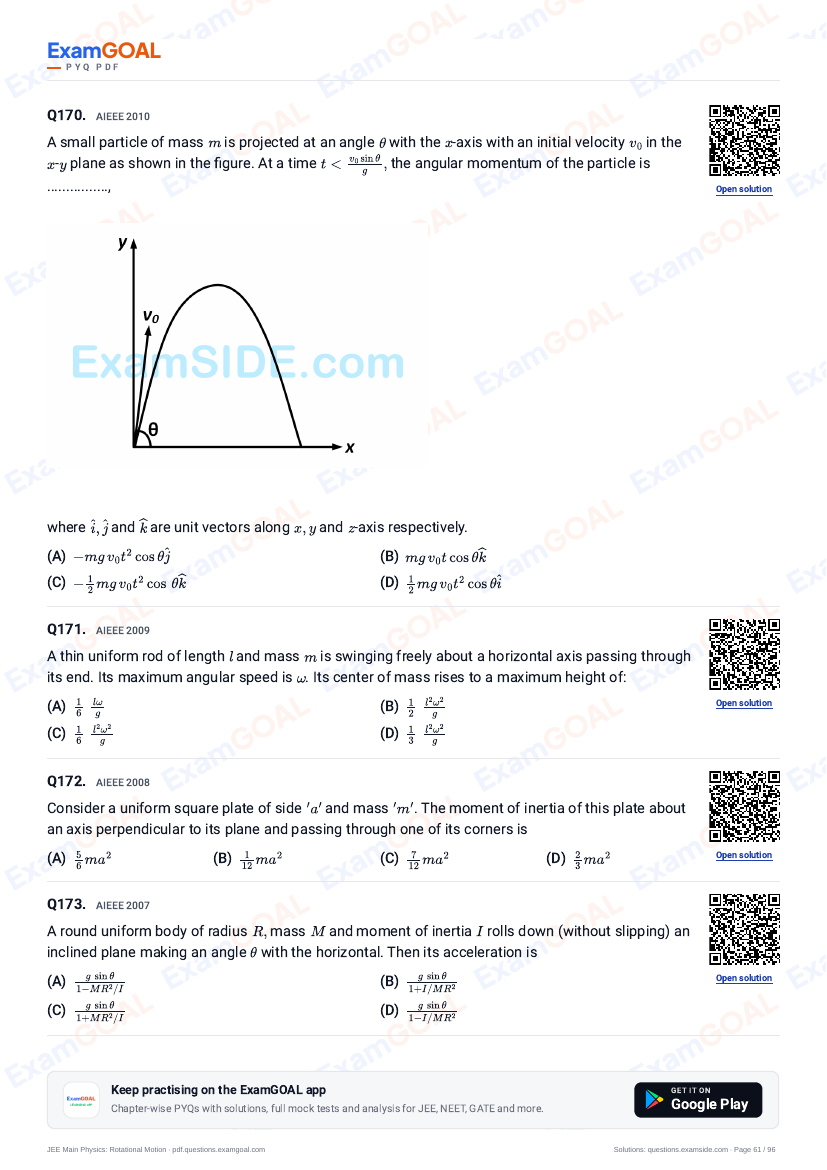 ExamGOAL
PYQ PDF
Q170. AIEEE 2010
A small particle of mass m is projected at an angle θ with the x-axis with an initial velocity v₀ in the
x-y plane as shown in the figure. At a time t < (v₀ sin θ)/g, the angular momentum of the particle is
................,
Open solution
y
v₀
ExamSIDE.com
θ
x
where î, ĵ and k̂ are unit vectors along x, y and z-axis respectively.
(A) −mg v₀t² cos θĵ
(B) mg v₀t cos θk̂
(C) −½ mg v₀t² cos θk̂
(D) ½ mg v₀t² cos θî
Q171. AIEEE 2009
A thin uniform rod of length l and mass m is swinging freely about a horizontal axis passing through
its end. Its maximum angular speed is ω. Its center of mass rises to a maximum height of:
Open solution
(A) 1/6 lω/g
(B) 1/2 l²ω²/g
(C) 1/6 l²ω²/g
(D) 1/3 l²ω²/g
Q172. AIEEE 2008
Consider a uniform square plate of side ′a′ and mass ′m′. The moment of inertia of this plate about
an axis perpendicular to its plane and passing through one of its corners is
Open solution
(A) 5/6 ma²
(B) 1/12 ma²
(C) 7/12 ma²
(D) 2/3 ma²
Q173. AIEEE 2007
A round uniform body of radius R, mass M and moment of inertia I rolls down (without slipping) an
inclined plane making an angle θ with the horizontal. Then its acceleration is
Open solution
(A) (g sin θ)/(1−MR²/I)
(B) (g sin θ)/(1+I/MR²)
(C) (g sin θ)/(1+MR²/I)
(D) (g sin θ)/(1−I/MR²)
ExamGOAL
Keep practising on the ExamGOAL app
Chapter-wise PYQs with solutions, full mock tests and analysis for JEE, NEET, GATE and more.
GET IT ON
Google Play
JEE Main Physics: Rotational Motion · pdf.questions.examgoal.com
Solutions: questions.examside.com · Page 61 / 96